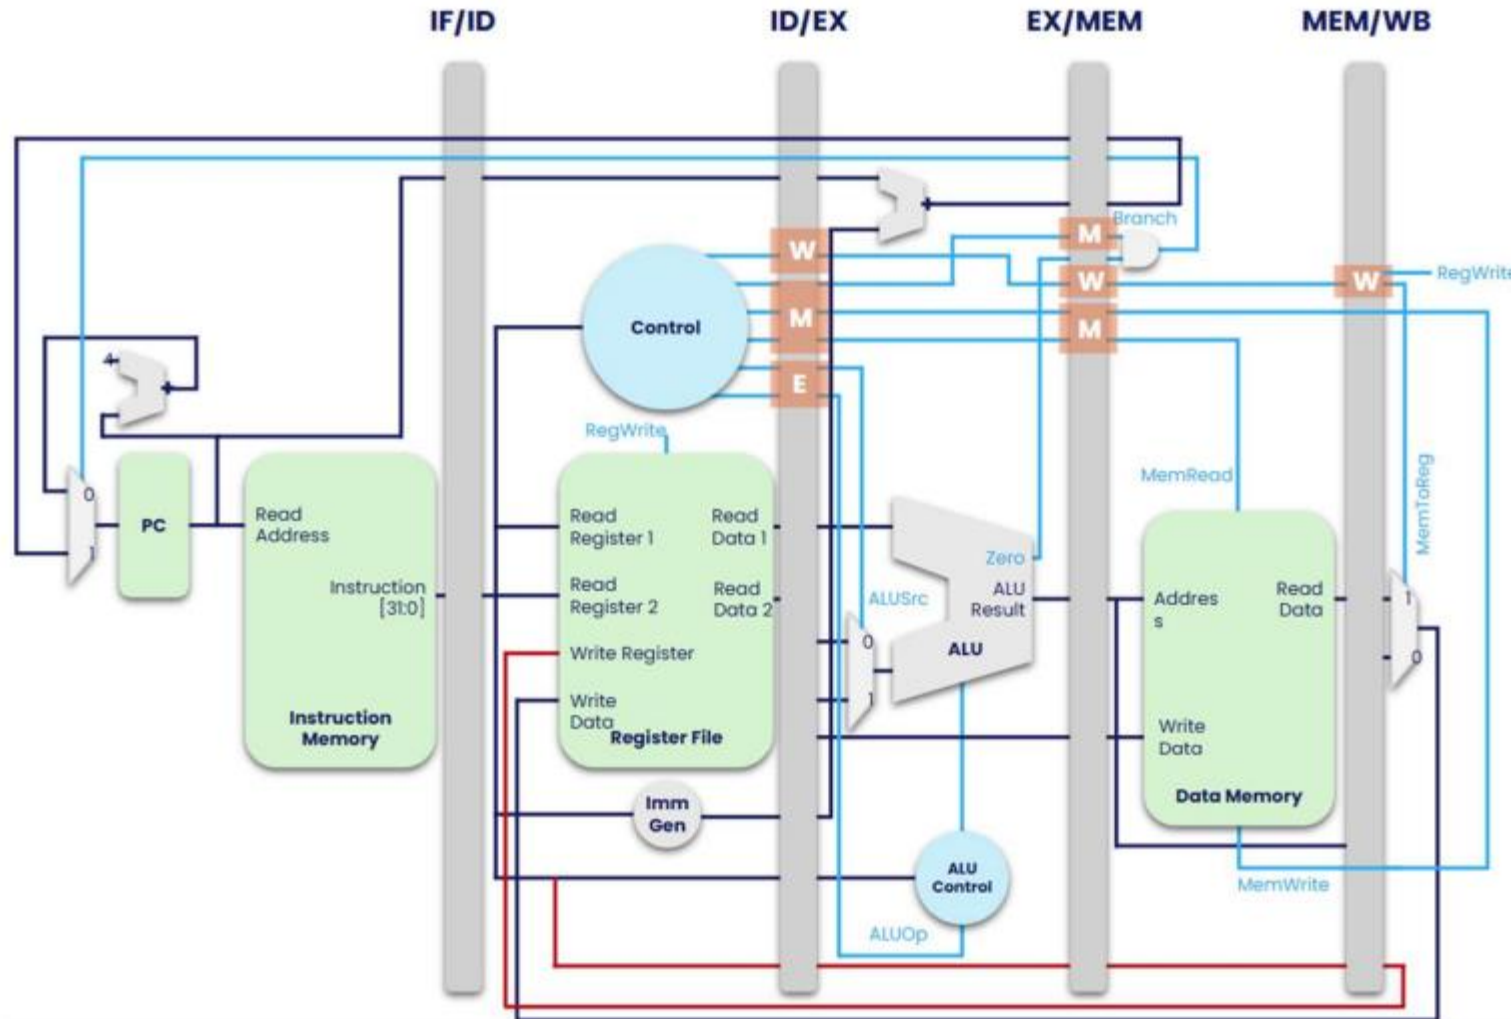 IF/ID
ID/EX
EX/MEM
MEM/WB
Branch
M
W
W
W
RegWrite
Control
M
M
E
4
+
+
RegWrite
MemRead
MemToReg
0
1
PC
Read
Address
Instruction
[31:0]
Instruction
Memory
Read
Register 1
Read
Data 1
Read
Register 2
Read
Data 2
Write Register
Write
Data
Register File
Zero
ALU
Result
ALU
ALUSrc
0
1
Addres
s
Read
Data
Write
Data
Data Memory
1
0
Imm
Gen
ALU
Control
ALUOp
MemWrite